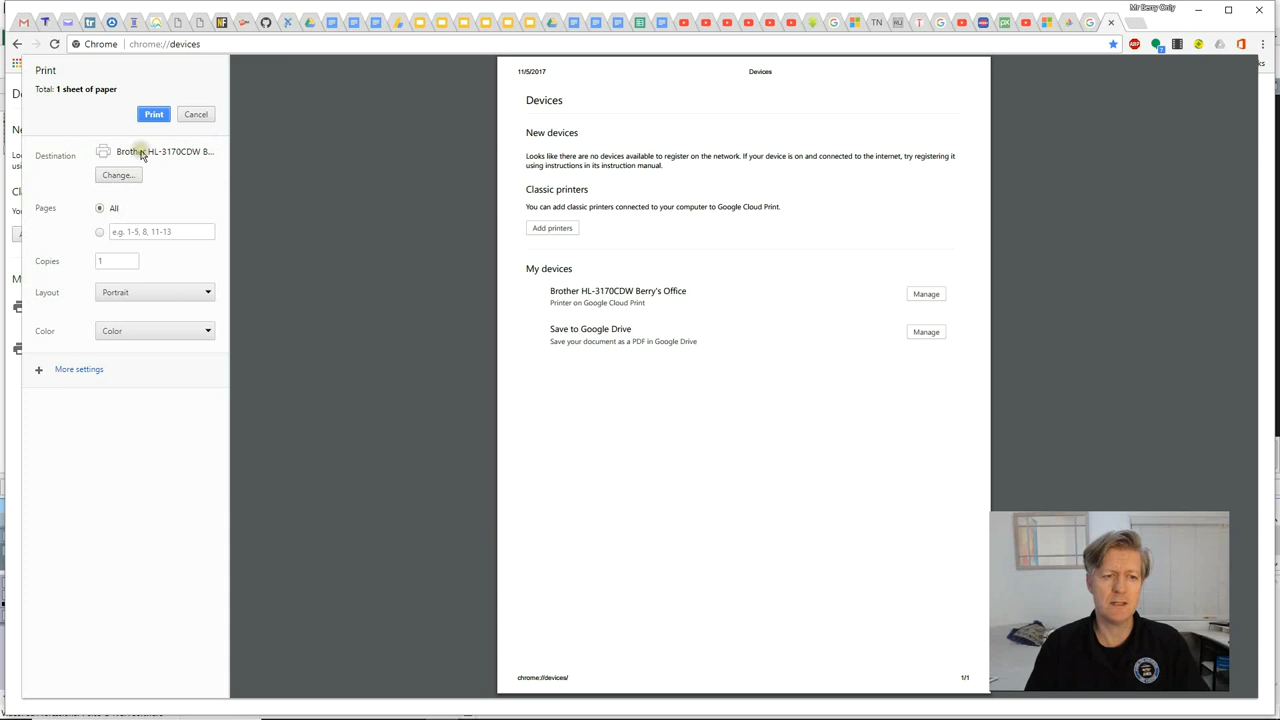 Mr Berry Only
Chrome
chrome://devices
Print
Total: 1 sheet of paper
Print
Cancel
Destination
Brother HL-3170CDW B...
Change...
Pages
All
e.g. 1-5, 8, 11-13
Copies
1
Layout
Portrait
Color
Color
More settings
11/5/2017
Devices
Devices
New devices
Looks like there are no devices available to register on the network. If your device is on and connected to the internet, try registering it
using instructions in its instruction manual.
Classic printers
You can add classic printers connected to your computer to Google Cloud Print.
Add printers
My devices
Brother HL-3170CDW Berry's Office
Printer on Google Cloud Print
Manage
Save to Google Drive
Save your document as a PDF in Google Drive
Manage
chrome://devices/
1/1